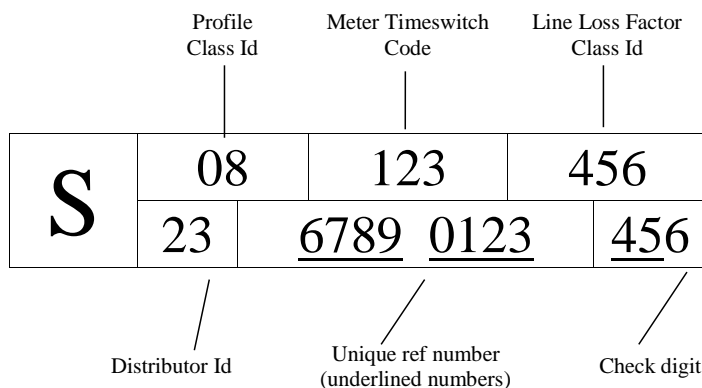 Profile
Class Id
Meter Timeswitch
Code
Line Loss Factor
Class Id
S
08 123 456
23 6789 0123 456
Distributor Id
Unique ref number
(underlined numbers)
Check digit